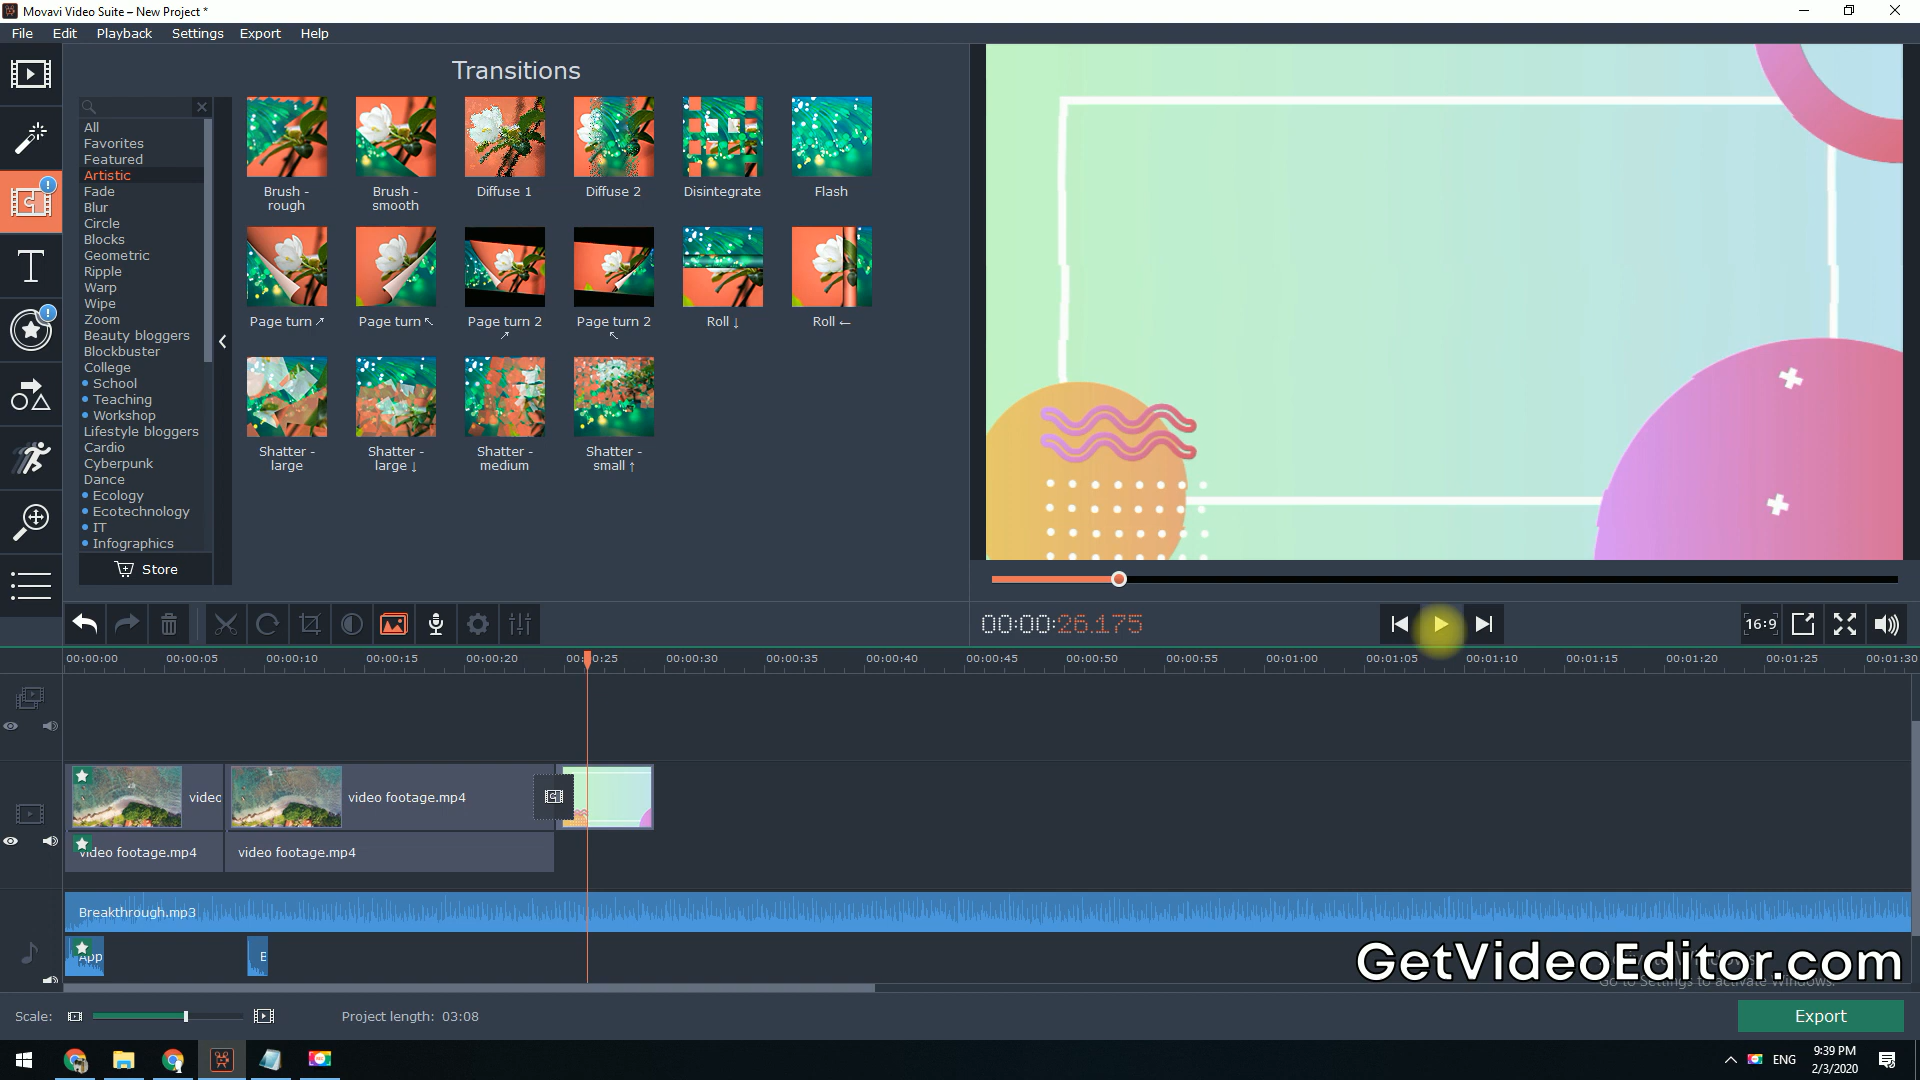 Movavi Video Suite – New Project *
File Edit Playback Settings Export Help
Transitions
All
Favorites
Featured
Artistic
Fade
Blur
Circle
Blocks
Geometric
Ripple
Warp
Wipe
Zoom
Beauty bloggers
Blockbuster
College
School
Teaching
Workshop
Lifestyle bloggers
Cardio
Cyberpunk
Dance
Ecology
Ecotechnology
IT
Infographics
Store
Brush - rough
Brush - smooth
Diffuse 1
Diffuse 2
Disintegrate
Flash
Page turn ↗
Page turn ↖
Page turn 2 ↗
Page turn 2 ↖
Roll ↓
Roll ←
Shatter - large
Shatter - large ↓
Shatter - medium
Shatter - small ↑
00:00:26.175
16:9
00:00:00 00:00:05 00:00:10 00:00:15 00:00:20 00:00:25 00:00:30 00:00:35 00:00:40 00:00:45 00:00:50 00:00:55 00:01:00 00:01:05 00:01:10 00:01:15 00:01:20 00:01:25 00:01:30
video footage.mp4
video footage.mp4 video footage.mp4
Breakthrough.mp3
App
B
GetVideoEditor.com
Go to Settings to activate Windows.
Scale:
Project length: 03:08
Export
ENG
9:39 PM
2/3/2020